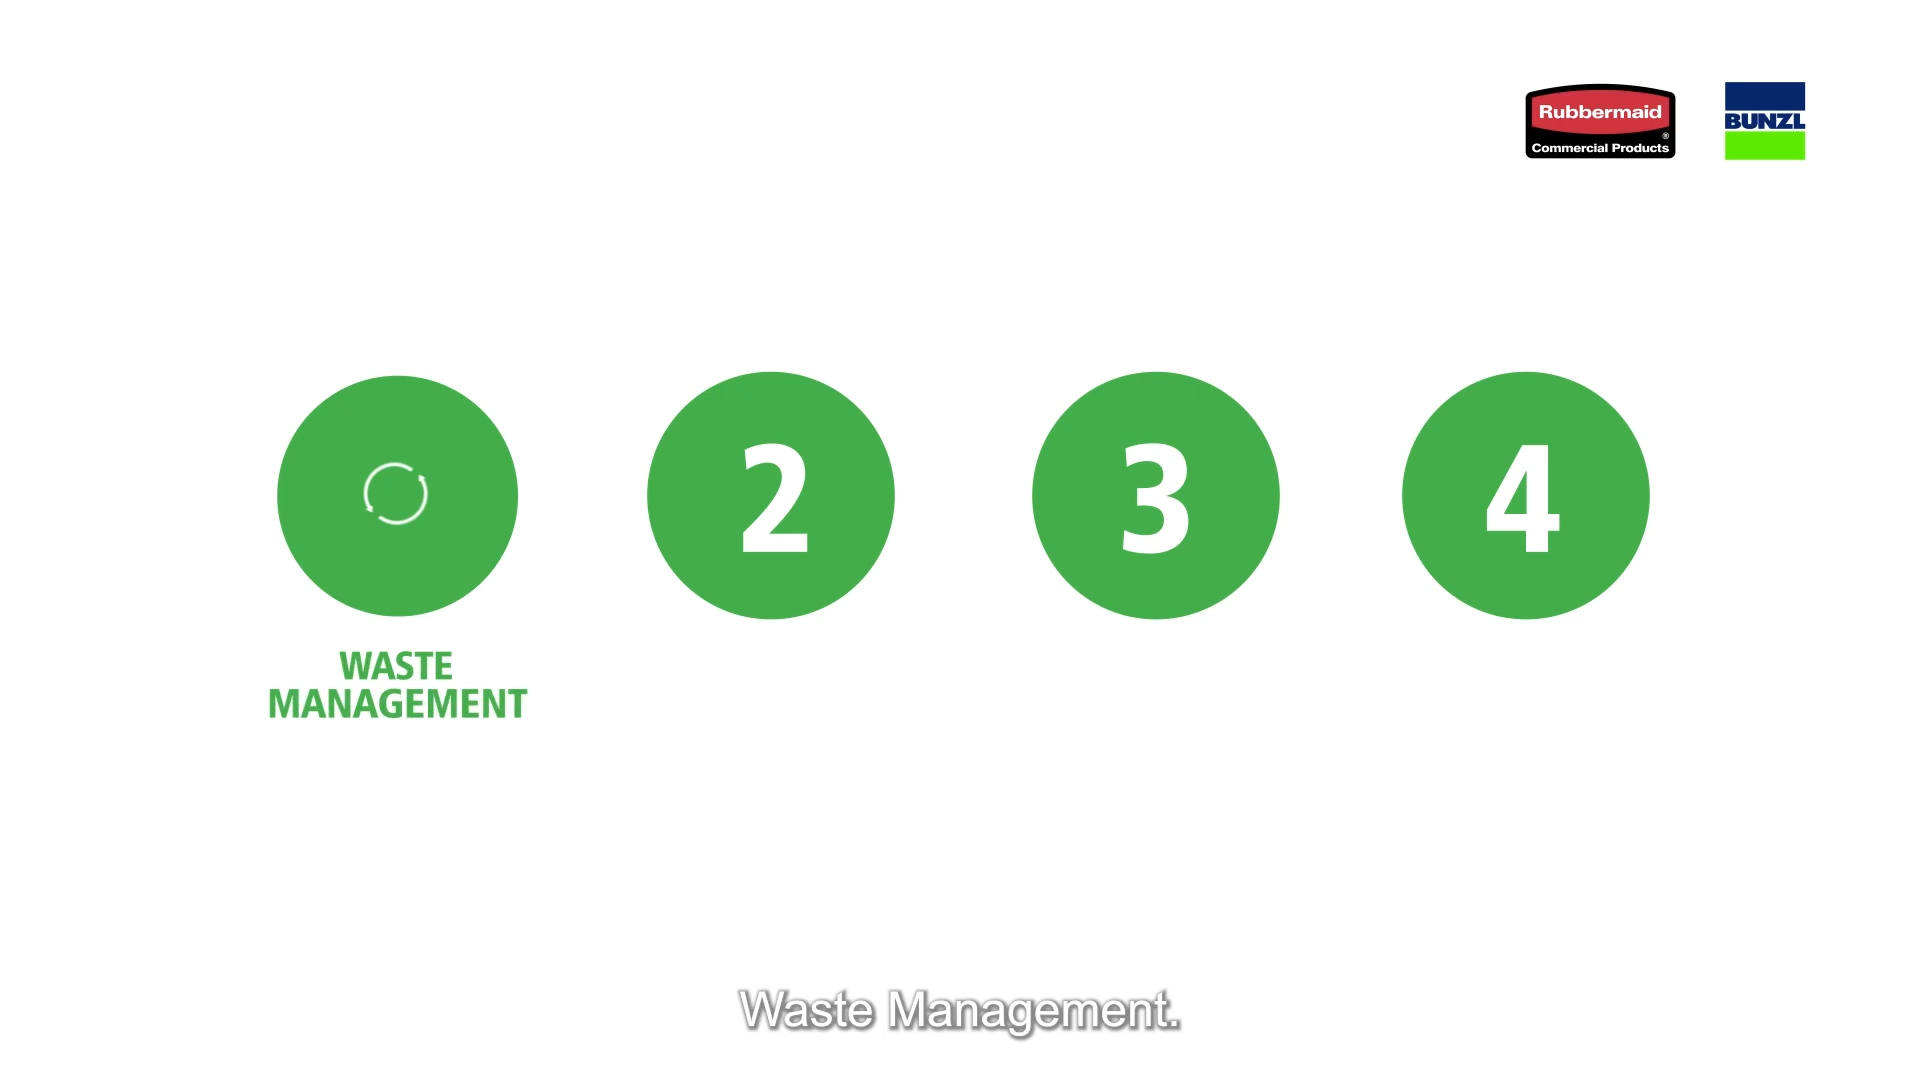 Rubbermaid
®
Commercial Products
BUNZL
2
3
4
WASTE
MANAGEMENT
Waste Management.